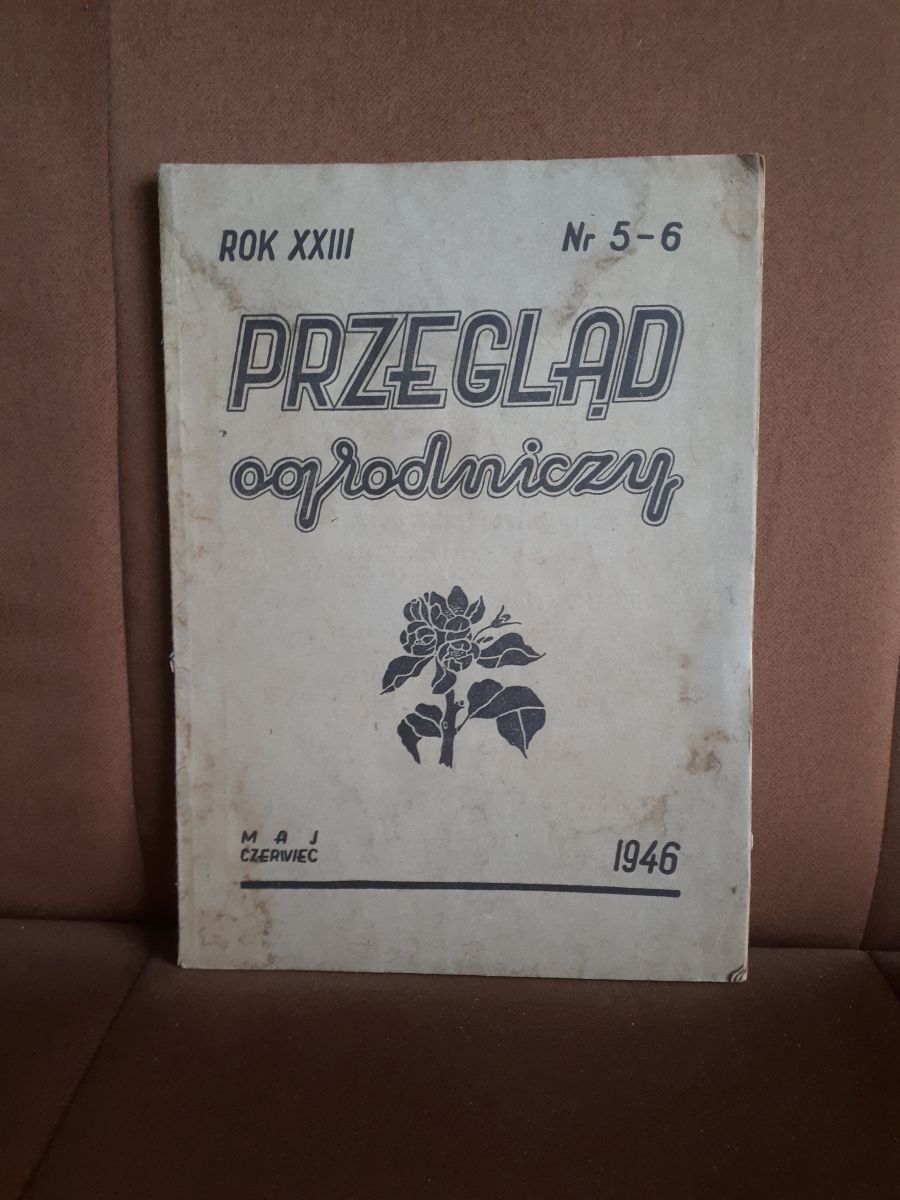 ROK XXIII Nr 5-6
PRZEGLĄD
ogrodniczy
MAJ
CZERWIEC 1946